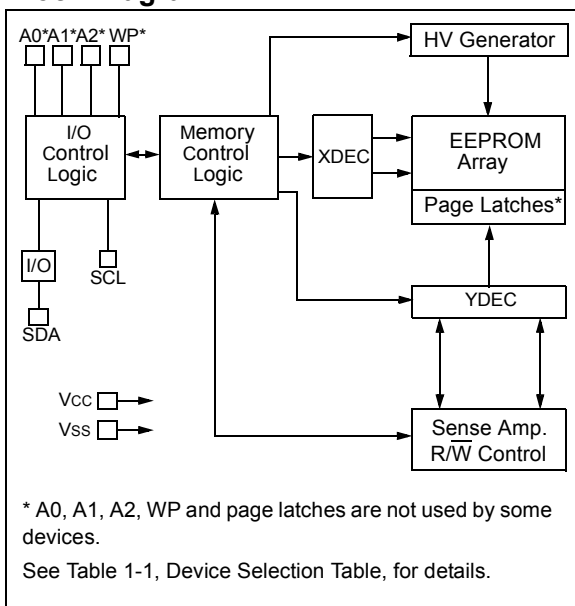 A0*A1*A2* WP*
HV Generator
I/O
Control
Logic
Memory
Control
Logic
XDEC
EEPROM
Array
Page Latches*
I/O
SCL
SDA
YDEC
Vcc
Vss
Sense Amp.
R/W̅ Control
* A0, A1, A2, WP and page latches are not used by some
devices.
See Table 1-1, Device Selection Table, for details.